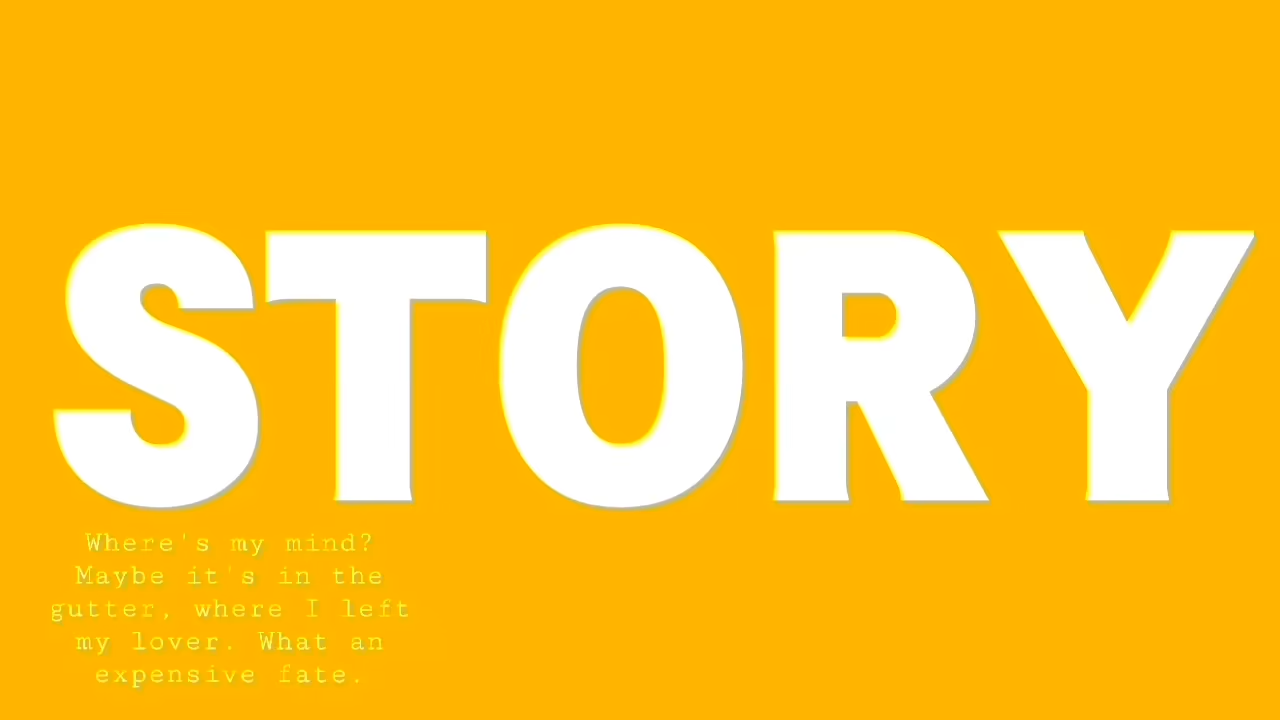 STORY
Where's my mind?
Maybe it's in the
gutter, where I left
my lover. What an
expensive fate.